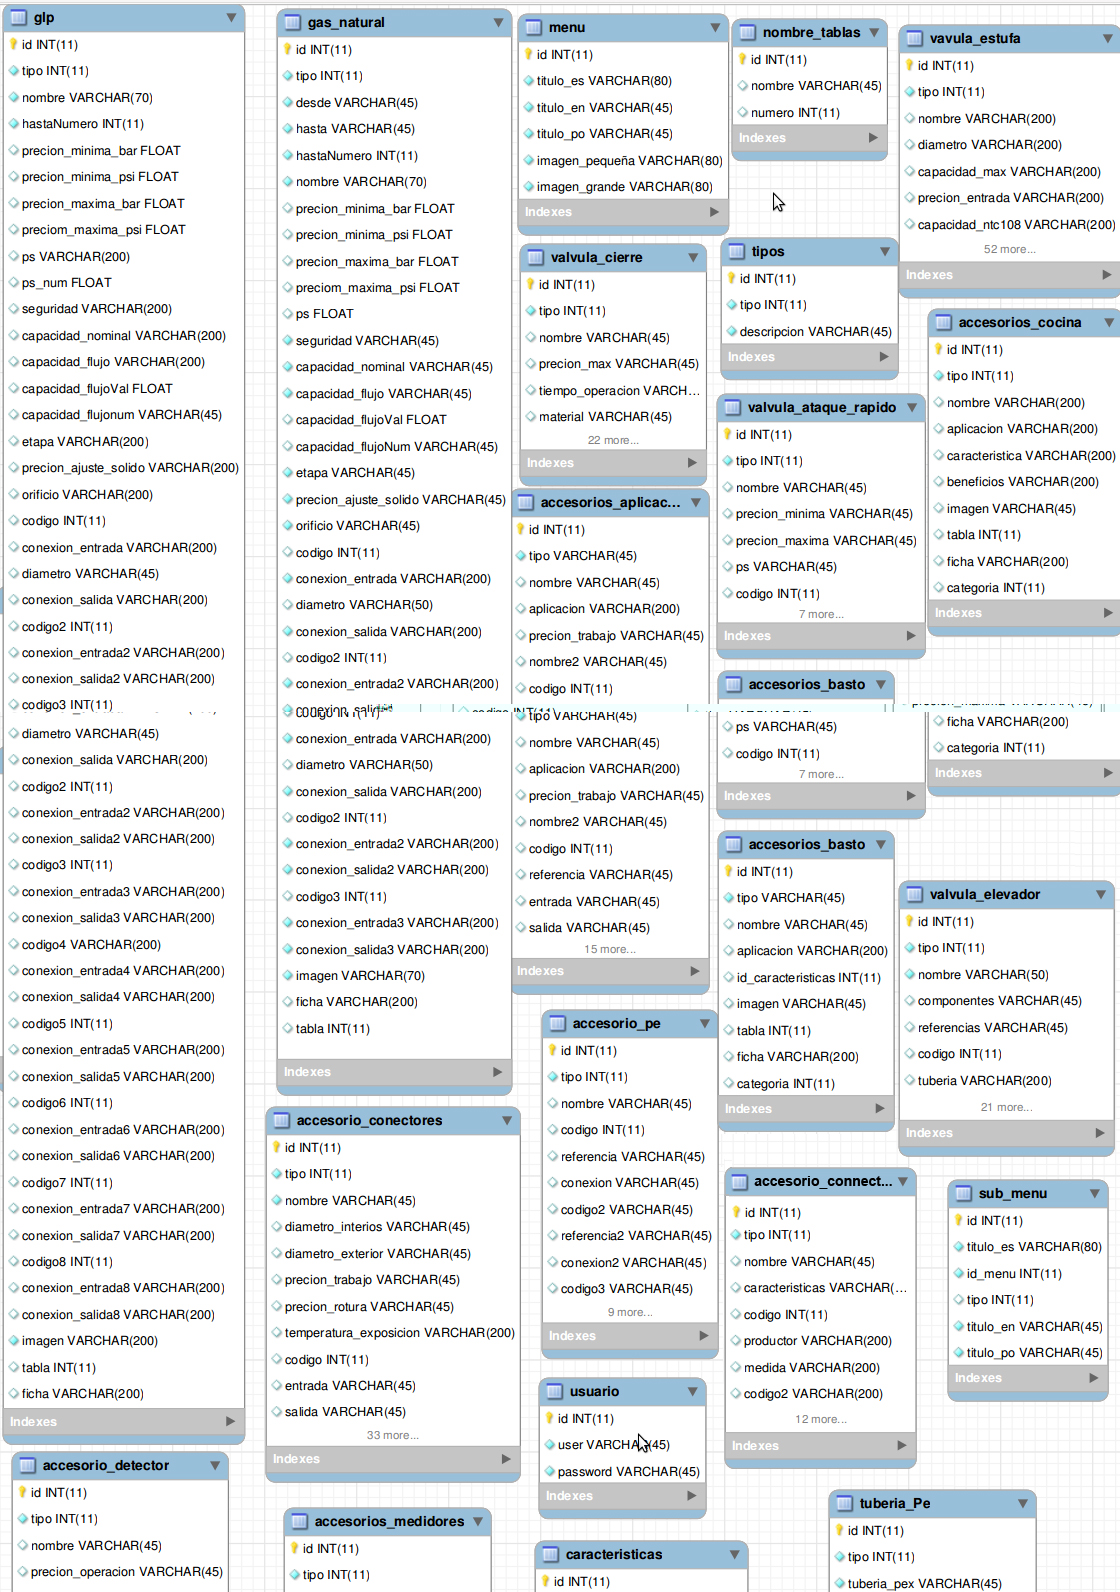 glp
id INT(11)
tipo INT(11)
nombre VARCHAR(70)
hastaNumero INT(11)
precion_minima_bar FLOAT
precion_minima_psi FLOAT
precion_maxima_bar FLOAT
preciom_maxima_psi FLOAT
ps VARCHAR(200)
ps_num FLOAT
seguridad VARCHAR(200)
capacidad_nominal VARCHAR(200)
capacidad_flujo VARCHAR(200)
capacidad_flujoVal FLOAT
capacidad_flujonum VARCHAR(45)
etapa VARCHAR(200)
precion_ajuste_solido VARCHAR(200)
orificio VARCHAR(200)
codigo INT(11)
conexion_entrada VARCHAR(200)
diametro VARCHAR(45)
conexion_salida VARCHAR(200)
codigo2 INT(11)
conexion_entrada2 VARCHAR(200)
conexion_salida2 VARCHAR(200)
codigo3 INT(11)
diametro VARCHAR(45)
conexion_salida VARCHAR(200)
codigo2 INT(11)
conexion_entrada2 VARCHAR(200)
conexion_salida2 VARCHAR(200)
codigo3 INT(11)
conexion_entrada3 VARCHAR(200)
conexion_salida3 VARCHAR(200)
codigo4 VARCHAR(200)
conexion_entrada4 VARCHAR(200)
conexion_salida4 VARCHAR(200)
codigo5 INT(11)
conexion_entrada5 VARCHAR(200)
conexion_salida5 VARCHAR(200)
codigo6 INT(11)
conexion_entrada6 VARCHAR(200)
conexion_salida6 VARCHAR(200)
codigo7 INT(11)
conexion_entrada7 VARCHAR(200)
conexion_salida7 VARCHAR(200)
codigo8 INT(11)
conexion_entrada8 VARCHAR(200)
conexion_salida8 VARCHAR(200)
imagen VARCHAR(200)
tabla INT(11)
ficha VARCHAR(200)
Indexes
accesorio_detector
id INT(11)
tipo INT(11)
nombre VARCHAR(45)
precion_operacion VARCHAR(45)
gas_natural
id INT(11)
tipo INT(11)
desde VARCHAR(45)
hasta VARCHAR(45)
hastaNumero INT(11)
nombre VARCHAR(70)
precion_minima_bar FLOAT
precion_minima_psi FLOAT
precion_maxima_bar FLOAT
preciom_maxima_psi FLOAT
ps FLOAT
seguridad VARCHAR(45)
capacidad_nominal VARCHAR(45)
capacidad_flujo VARCHAR(45)
capacidad_flujoVal FLOAT
capacidad_flujoNum VARCHAR(45)
etapa VARCHAR(45)
precion_ajuste_solido VARCHAR(45)
orificio VARCHAR(45)
codigo INT(11)
conexion_entrada VARCHAR(200)
diametro VARCHAR(50)
conexion_salida VARCHAR(200)
codigo2 INT(11)
conexion_entrada2 VARCHAR(200)
conexion_entrada VARCHAR(200)
diametro VARCHAR(50)
conexion_salida VARCHAR(200)
codigo2 INT(11)
conexion_entrada2 VARCHAR(200)
conexion_salida2 VARCHAR(200)
codigo3 INT(11)
conexion_entrada3 VARCHAR(200)
conexion_salida3 VARCHAR(200)
imagen VARCHAR(70)
ficha VARCHAR(200)
tabla INT(11)
Indexes
accesorio_conectores
id INT(11)
tipo INT(11)
nombre VARCHAR(45)
diametro_interios VARCHAR(45)
diametro_exterior VARCHAR(45)
precion_trabajo VARCHAR(45)
precion_rotura VARCHAR(45)
temperatura_exposicion VARCHAR(200)
codigo INT(11)
entrada VARCHAR(45)
salida VARCHAR(45)
33 more...
Indexes
accesorios_medidores
id INT(11)
tipo INT(11)
menu
id INT(11)
titulo_es VARCHAR(80)
titulo_en VARCHAR(45)
titulo_po VARCHAR(45)
imagen_pequeña VARCHAR(80)
imagen_grande VARCHAR(80)
Indexes
valvula_cierre
id INT(11)
tipo INT(11)
nombre VARCHAR(45)
precion_max VARCHAR(45)
tiempo_operacion VARCH...
material VARCHAR(45)
22 more...
Indexes
accesorios_aplicac...
id INT(11)
tipo VARCHAR(45)
nombre VARCHAR(45)
aplicacion VARCHAR(200)
precion_trabajo VARCHAR(45)
nombre2 VARCHAR(45)
codigo INT(11)
tipo VARCHAR(45)
nombre VARCHAR(45)
aplicacion VARCHAR(200)
precion_trabajo VARCHAR(45)
nombre2 VARCHAR(45)
codigo INT(11)
referencia VARCHAR(45)
entrada VARCHAR(45)
salida VARCHAR(45)
15 more...
Indexes
accesorio_pe
id INT(11)
tipo INT(11)
nombre VARCHAR(45)
codigo INT(11)
referencia VARCHAR(45)
conexion VARCHAR(45)
codigo2 VARCHAR(45)
referencia2 VARCHAR(45)
conexion2 VARCHAR(45)
codigo3 VARCHAR(45)
9 more...
Indexes
usuario
id INT(11)
user VARCHAR(45)
password VARCHAR(45)
Indexes
caracteristicas
id INT(11)
nombre_tablas
id INT(11)
nombre VARCHAR(45)
numero INT(11)
Indexes
tipos
id INT(11)
tipo INT(11)
descripcion VARCHAR(45)
Indexes
valvula_ataque_rapido
id INT(11)
tipo INT(11)
nombre VARCHAR(45)
precion_minima VARCHAR(45)
precion_maxima VARCHAR(45)
ps VARCHAR(45)
codigo INT(11)
7 more...
Indexes
accesorios_basto
ps VARCHAR(45)
codigo INT(11)
7 more...
Indexes
accesorios_basto
id INT(11)
tipo VARCHAR(45)
nombre VARCHAR(45)
aplicacion VARCHAR(200)
id_caracteristicas INT(11)
imagen VARCHAR(45)
tabla INT(11)
ficha VARCHAR(200)
categoria INT(11)
Indexes
accesorio_connect...
id INT(11)
tipo INT(11)
nombre VARCHAR(45)
caracteristicas VARCHAR(...
codigo INT(11)
productor VARCHAR(200)
medida VARCHAR(200)
codigo2 VARCHAR(200)
12 more...
Indexes
tuberia_Pe
id INT(11)
tipo INT(11)
tuberia_pex VARCHAR(45)
vavula_estufa
id INT(11)
tipo INT(11)
nombre VARCHAR(200)
diametro VARCHAR(200)
capacidad_max VARCHAR(200)
precion_entrada VARCHAR(200)
capacidad_ntc108 VARCHAR(200)
52 more...
Indexes
accesorios_cocina
id INT(11)
tipo INT(11)
nombre VARCHAR(200)
aplicacion VARCHAR(200)
caracteristica VARCHAR(200)
beneficios VARCHAR(200)
imagen VARCHAR(45)
tabla INT(11)
ficha VARCHAR(200)
categoria INT(11)
Indexes
ficha VARCHAR(200)
categoria INT(11)
Indexes
valvula_elevador
id INT(11)
tipo INT(11)
nombre VARCHAR(50)
componentes VARCHAR(45)
referencias VARCHAR(45)
codigo INT(11)
tuberia VARCHAR(200)
21 more...
Indexes
sub_menu
id INT(11)
titulo_es VARCHAR(80)
id_menu INT(11)
tipo INT(11)
titulo_en VARCHAR(45)
titulo_po VARCHAR(45)
Indexes